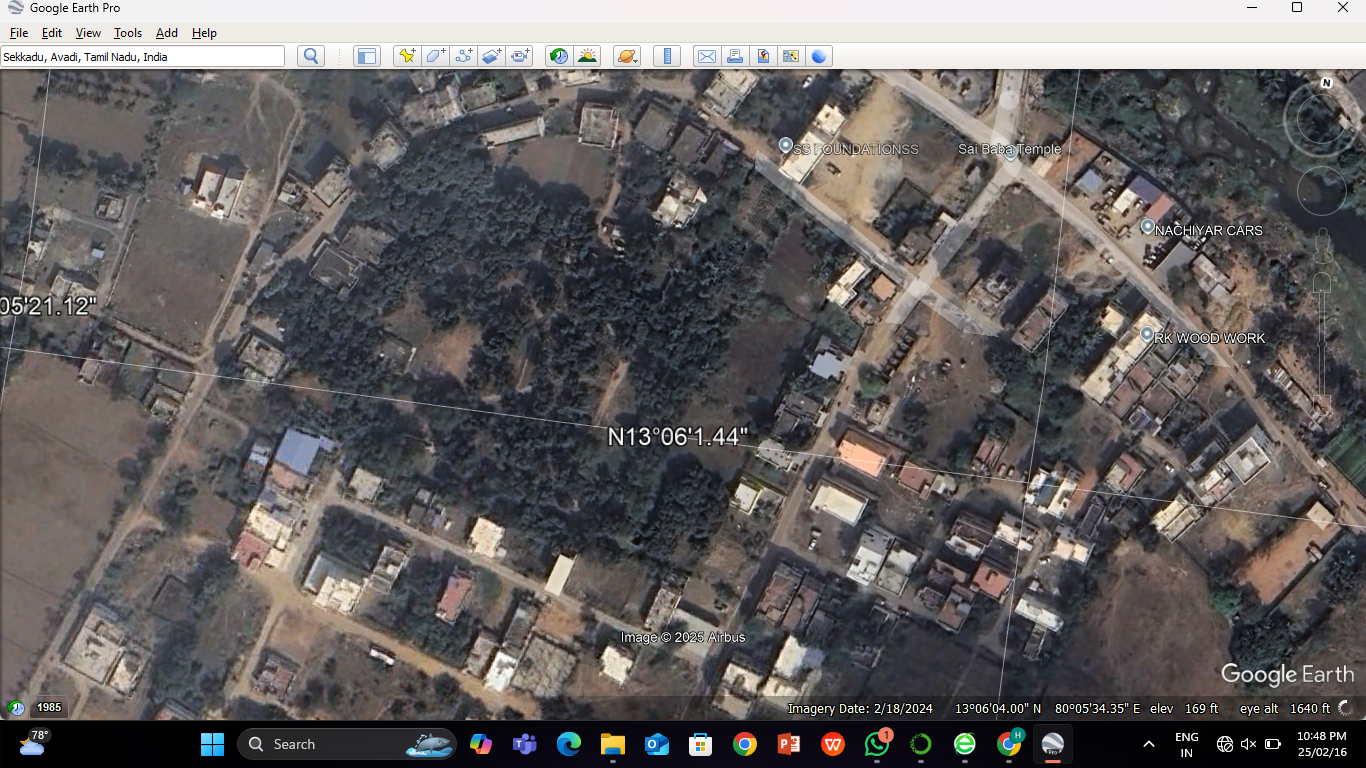 Google Earth Pro
File Edit View Tools Add Help
Sekkadu, Avadi, Tamil Nadu, India
N
SS FOUNDATIONSS
Sai Baba Temple
NACHIYAR CARS
05'21.12"
RK WOOD WORK
N13°06'1.44"
Image © 2025 Airbus
Google Earth
1985
Imagery Date: 2/18/2024 13°06'04.00" N 80°05'34.35" E elev 169 ft eye alt 1640 ft
78°
Search
1
H
Pro
ENG
IN
10:48 PM
25/02/16